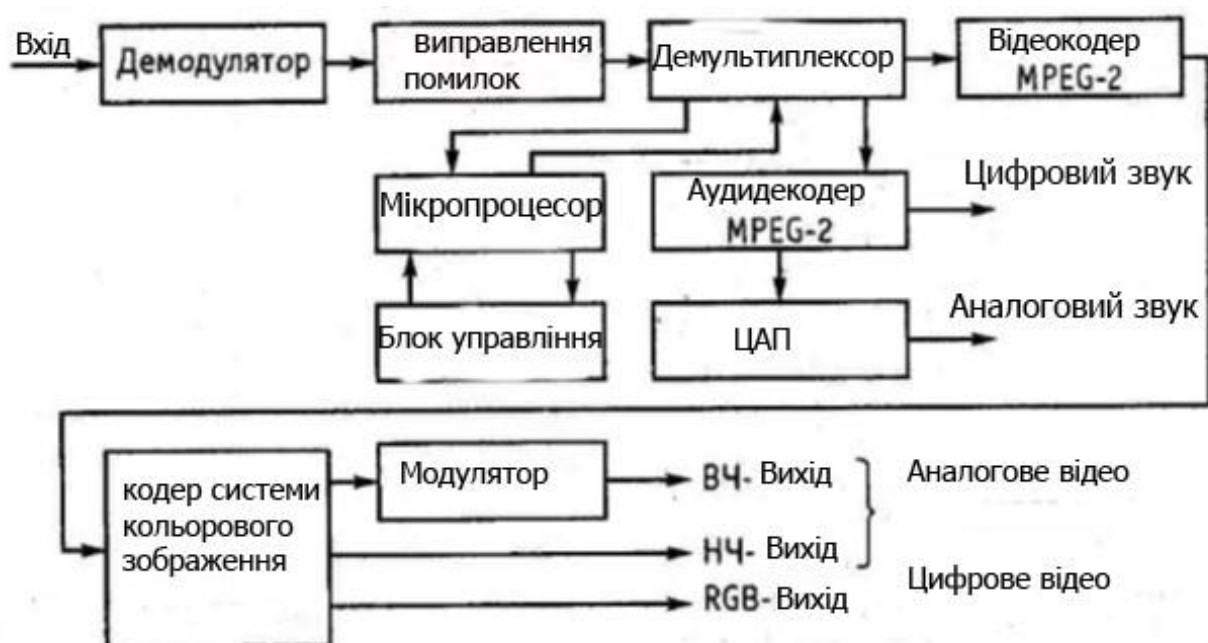 Вхід
Демодулятор
виправлення
помилок
Демультиплексор
Відеокодер
MPEG-2
Мікропроцесор
Аудидекодер
MPEG-2
Цифровий звук
Блок управління
ЦАП
Аналоговий звук
кодер системи
кольорового
зображення
Модулятор
ВЧ- Вихід
Аналогове відео
НЧ- Вихід
Цифрове відео
RGB-Вихід